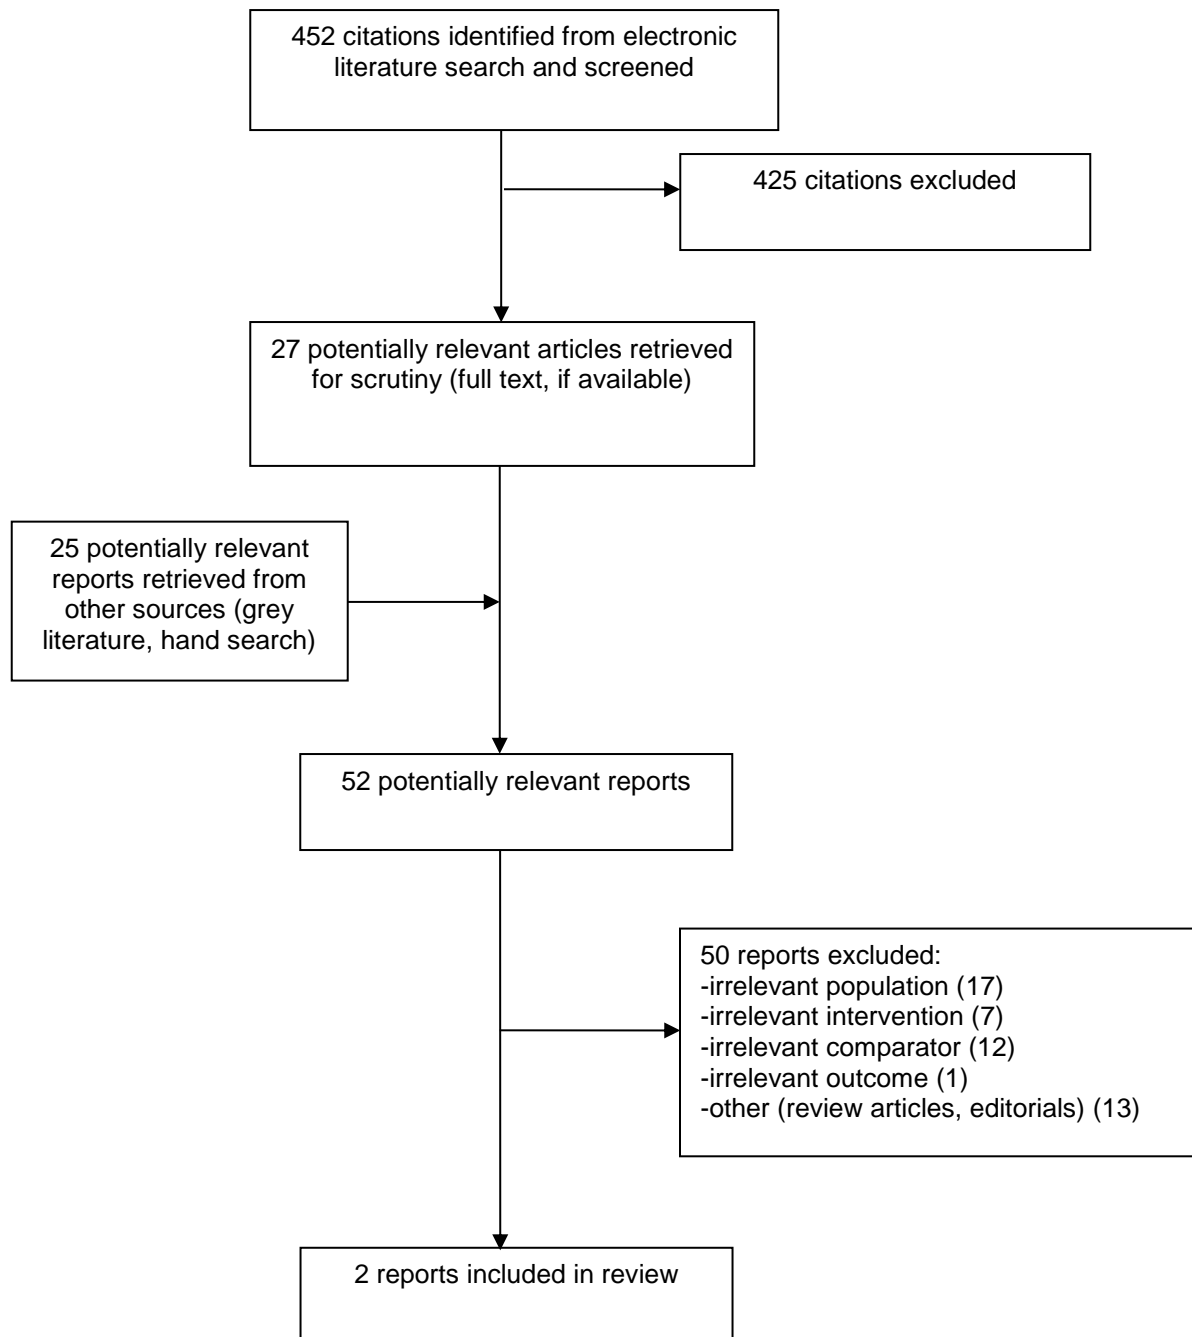 452 citations identified from electronic
literature search and screened
425 citations excluded
27 potentially relevant articles retrieved
for scrutiny (full text, if available)
25 potentially relevant
reports retrieved from
other sources (grey
literature, hand search)
52 potentially relevant reports
50 reports excluded:
-irrelevant population (17)
-irrelevant intervention (7)
-irrelevant comparator (12)
-irrelevant outcome (1)
-other (review articles, editorials) (13)
2 reports included in review